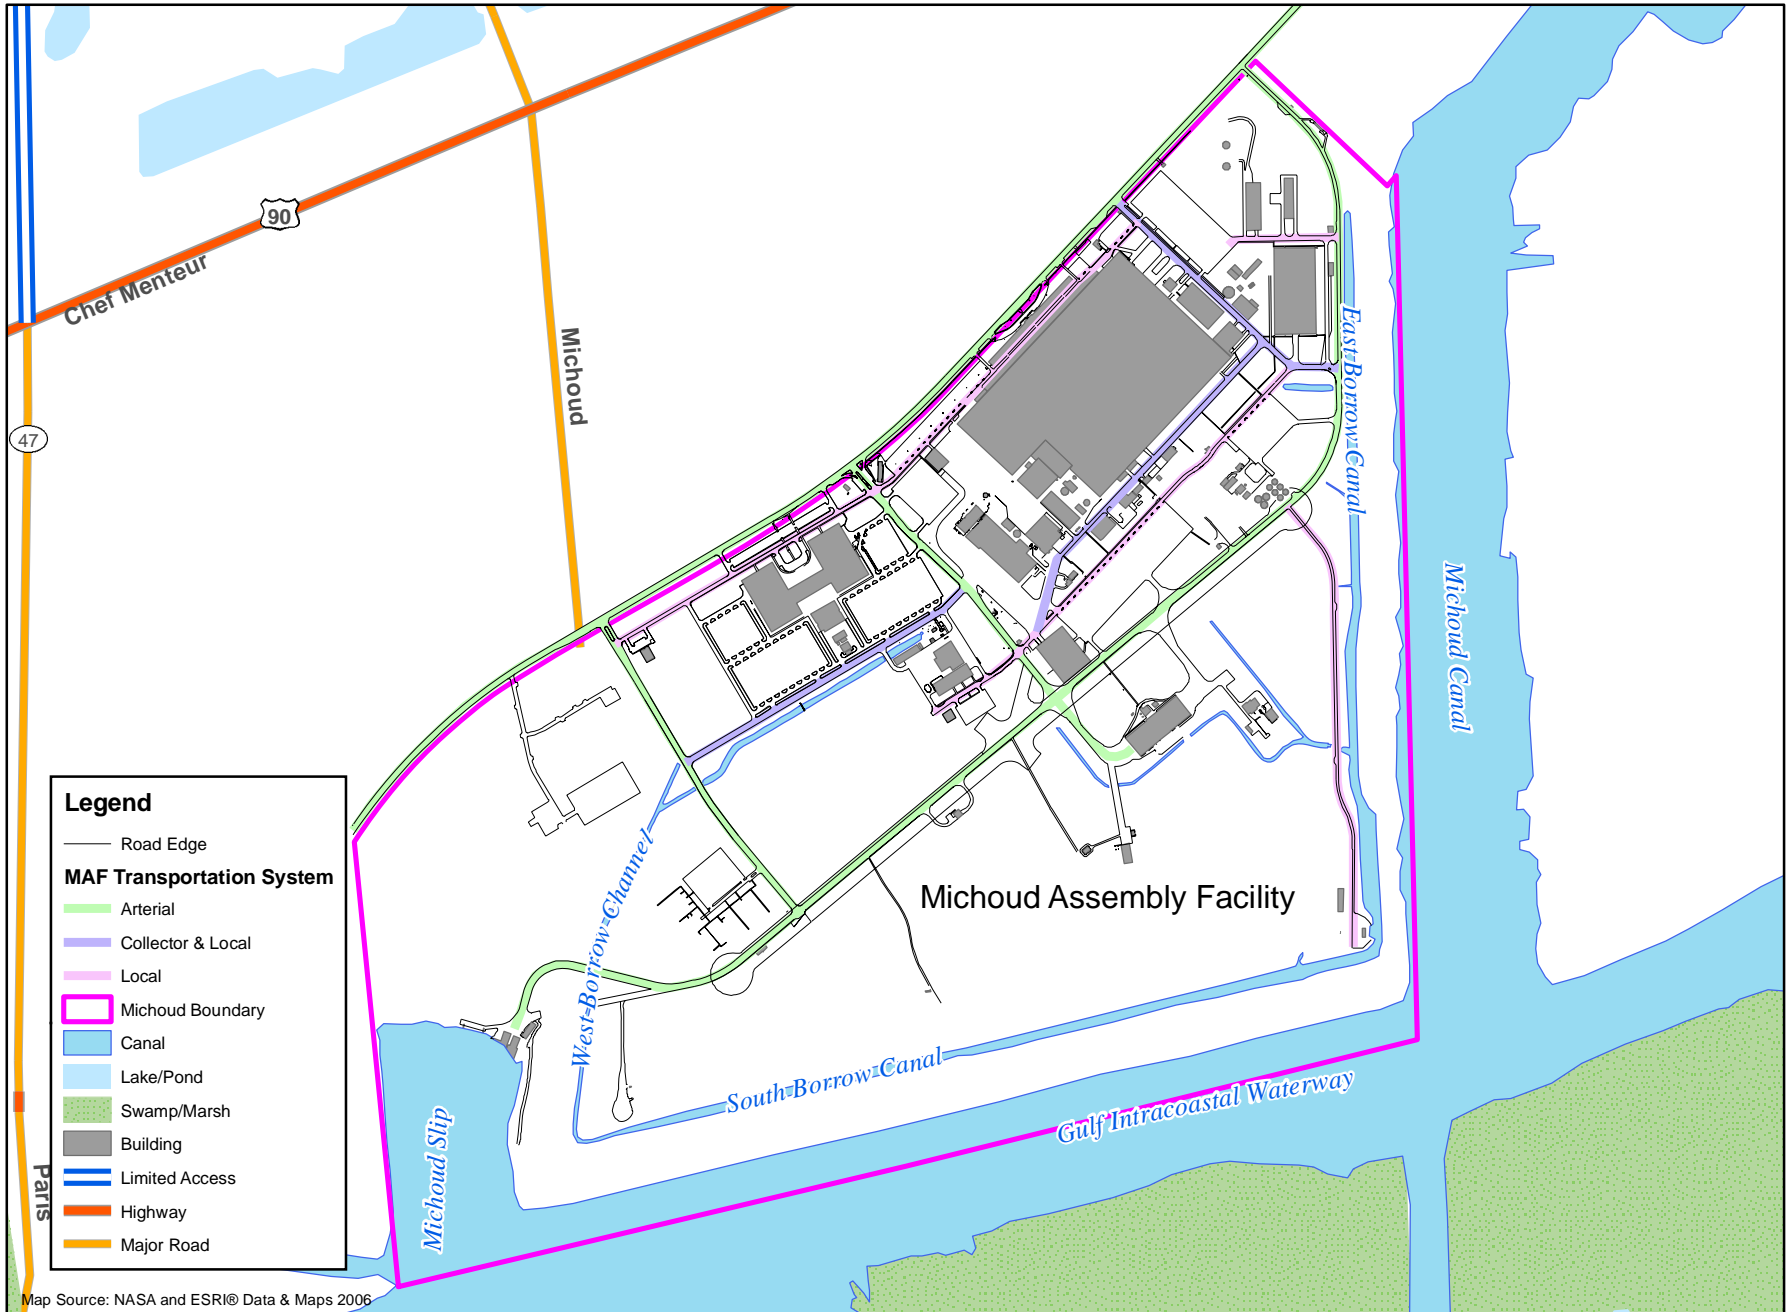 90
Chef Menteur
Michoud
47
East Borrow Canal
Michoud Canal
Legend
Road Edge
MAF Transportation System
Arterial
Collector & Local
Local
Michoud Boundary
Canal
Lake/Pond
Swamp/Marsh
Building
Limited Access
Highway
Major Road
West Borrow Channel
Michoud Assembly Facility
South Borrow Canal
Gulf Intracoastal Waterway
Michoud Slip
Paris
Map Source: NASA and ESRI® Data & Maps 2006